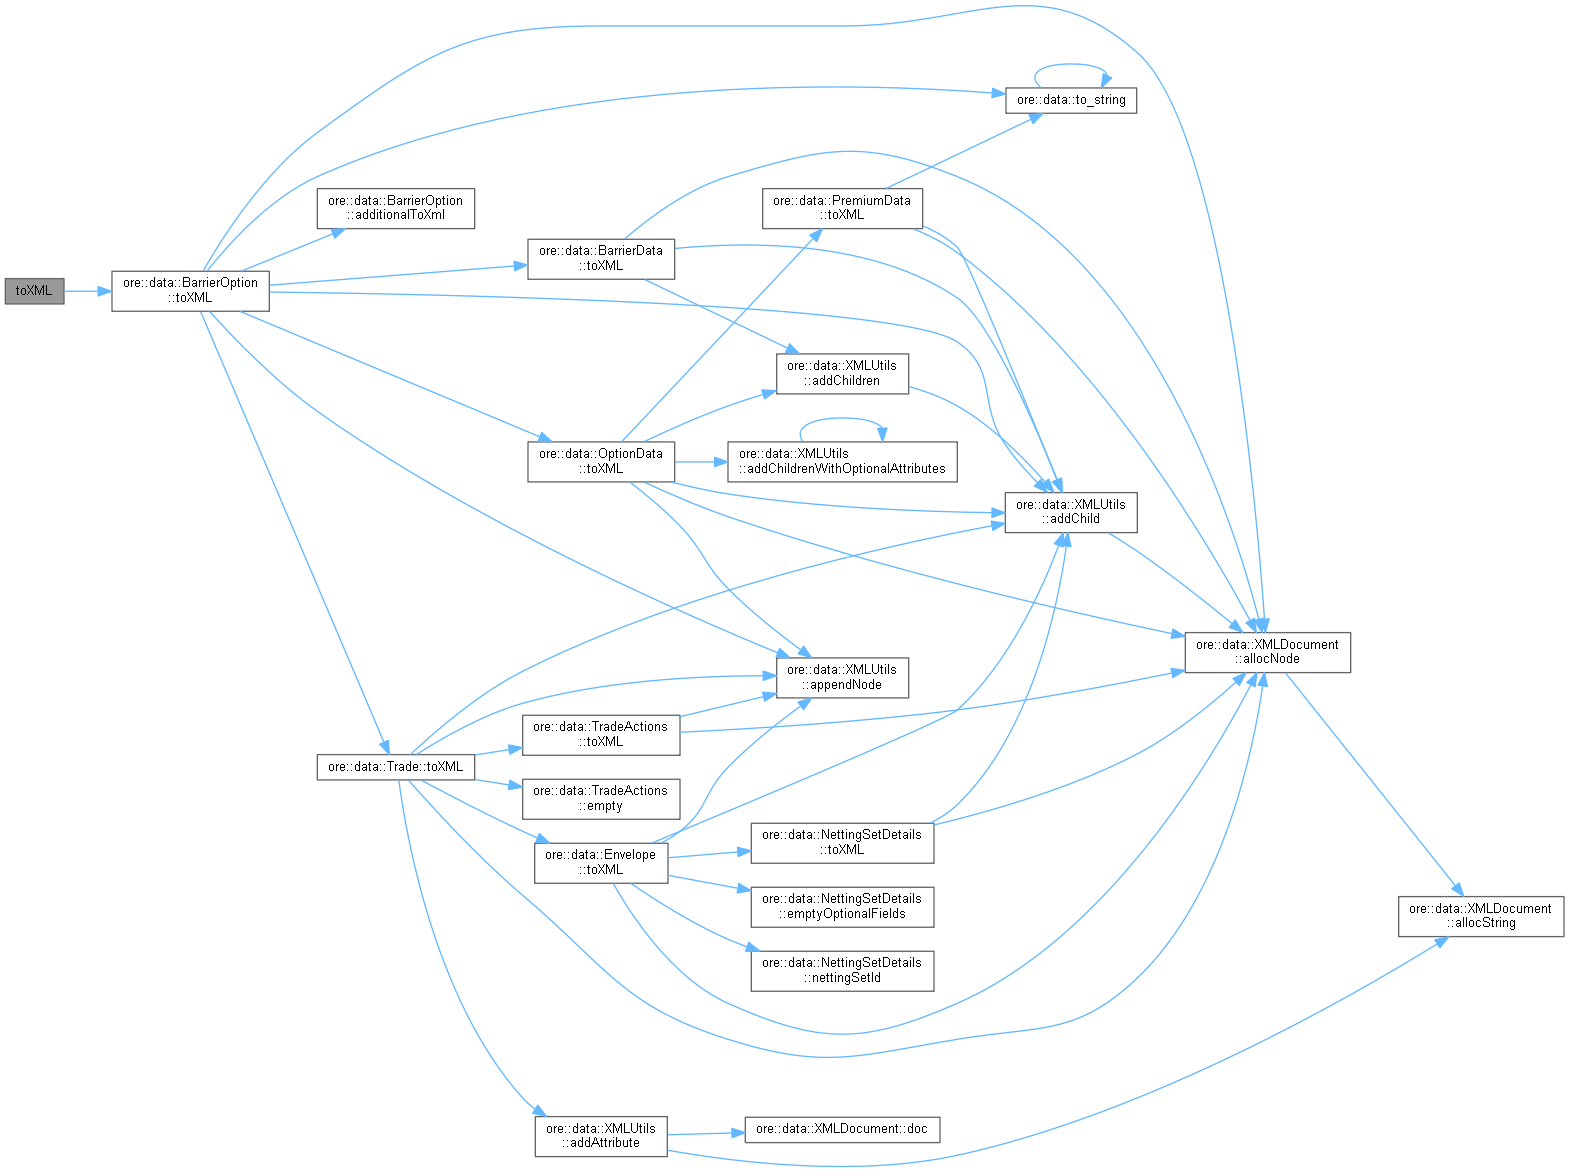 toXML
ore::data::BarrierOption
::toXML
ore::data::BarrierOption
::additionalToXml
ore::data::BarrierData
::toXML
ore::data::OptionData
::toXML
ore::data::Trade::toXML
ore::data::TradeActions
::toXML
ore::data::TradeActions
::empty
ore::data::Envelope
::toXML
ore::data::XMLUtils
::addAttribute
ore::data::PremiumData
::toXML
ore::data::XMLUtils
::addChildren
ore::data::XMLUtils
::addChildrenWithOptionalAttributes
ore::data::XMLUtils
::appendNode
ore::data::NettingSetDetails
::toXML
ore::data::NettingSetDetails
::emptyOptionalFields
ore::data::NettingSetDetails
::nettingSetId
ore::data::XMLDocument::doc
ore::data::to_string
ore::data::XMLUtils
::addChild
ore::data::XMLDocument
::allocNode
ore::data::XMLDocument
::allocString